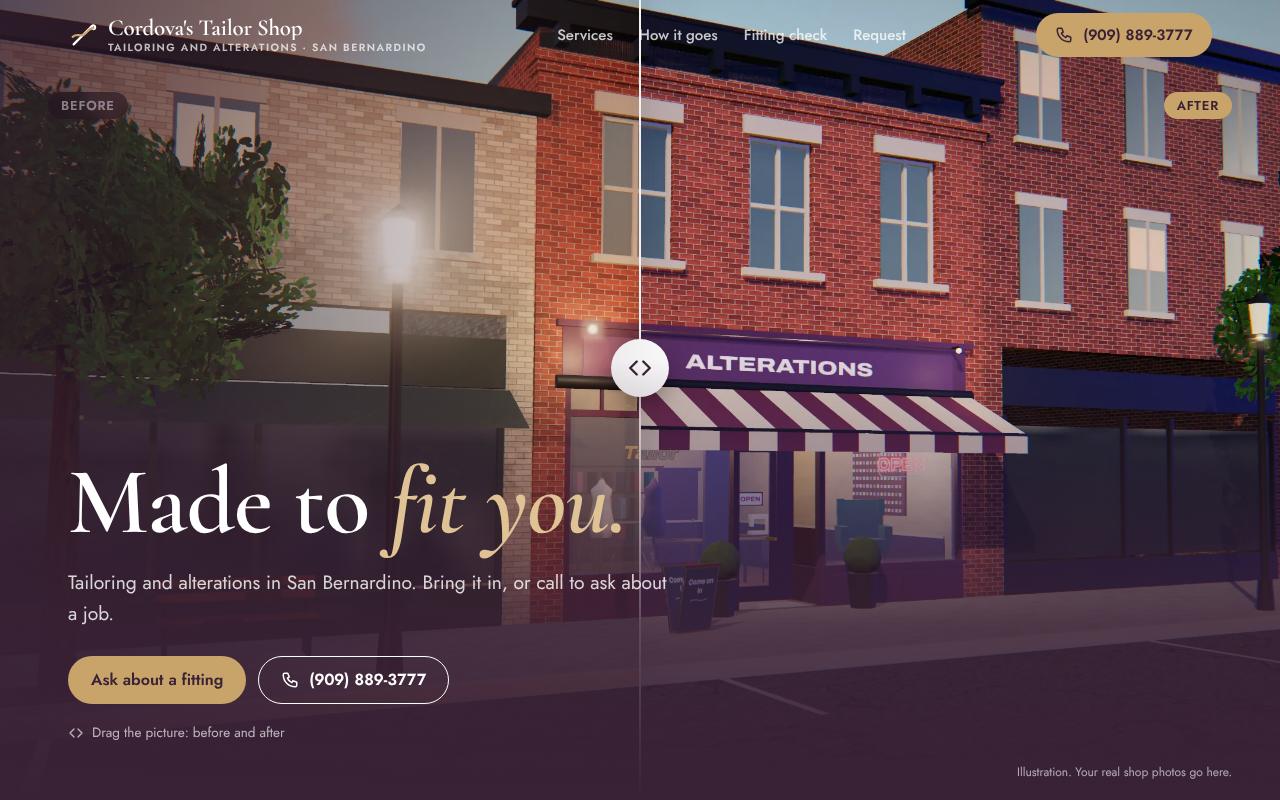 Cordova's Tailor Shop
TAILORING AND ALTERATIONS · SAN BERNARDINO
Services
How it goes
Fitting check
Request
(909) 889-3777
BEFORE
AFTER
ALTERATIONS
Tailor
OPEN
OPEN
Come on in
Made to fit you.
Tailoring and alterations in San Bernardino. Bring it in, or call to ask about
a job.
Ask about a fitting
(909) 889-3777
Drag the picture: before and after
Illustration. Your real shop photos go here.